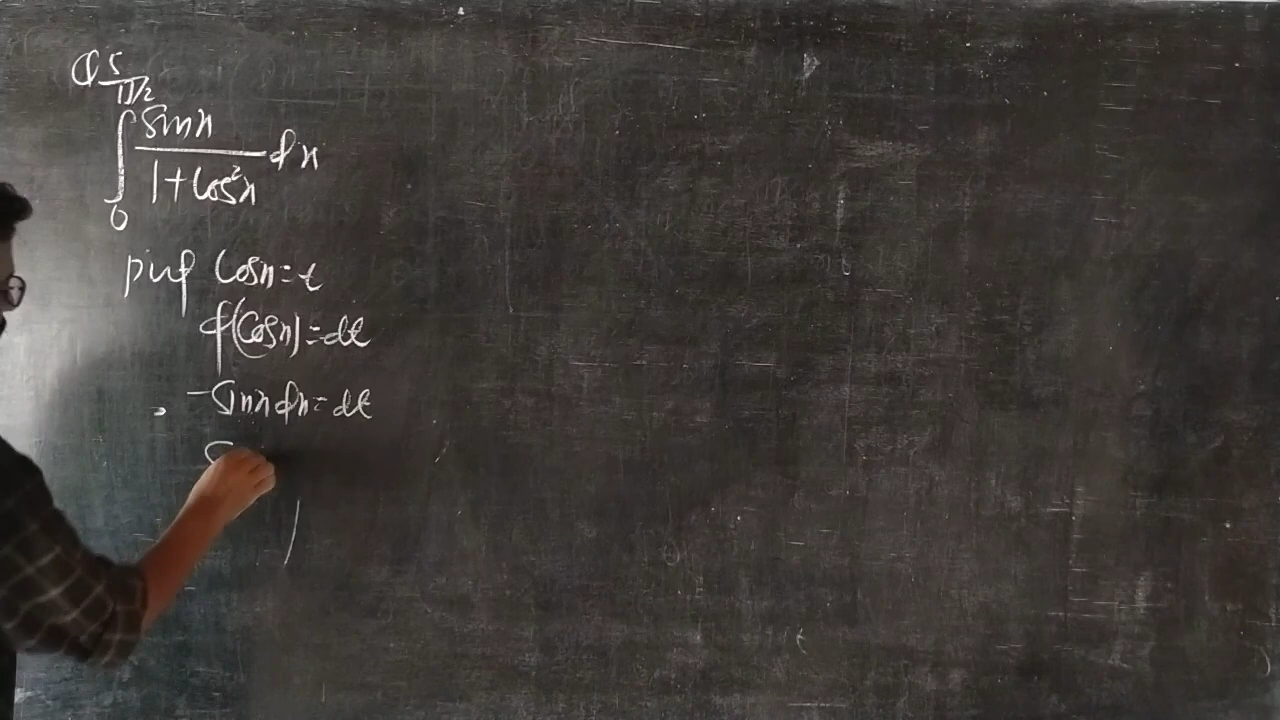 Q5
π/2
∫ sinx / 1+cos²x dx
0
put cosx=t
d(cosx)=dt
-sinx dx=dt
S